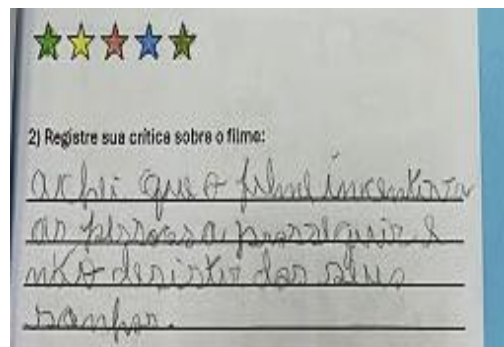 2) Registre sua crítica sobre o filme:
achei que o filme incentiva
as pessoas a prosseguir e
não desistir dos seus
sonhos.